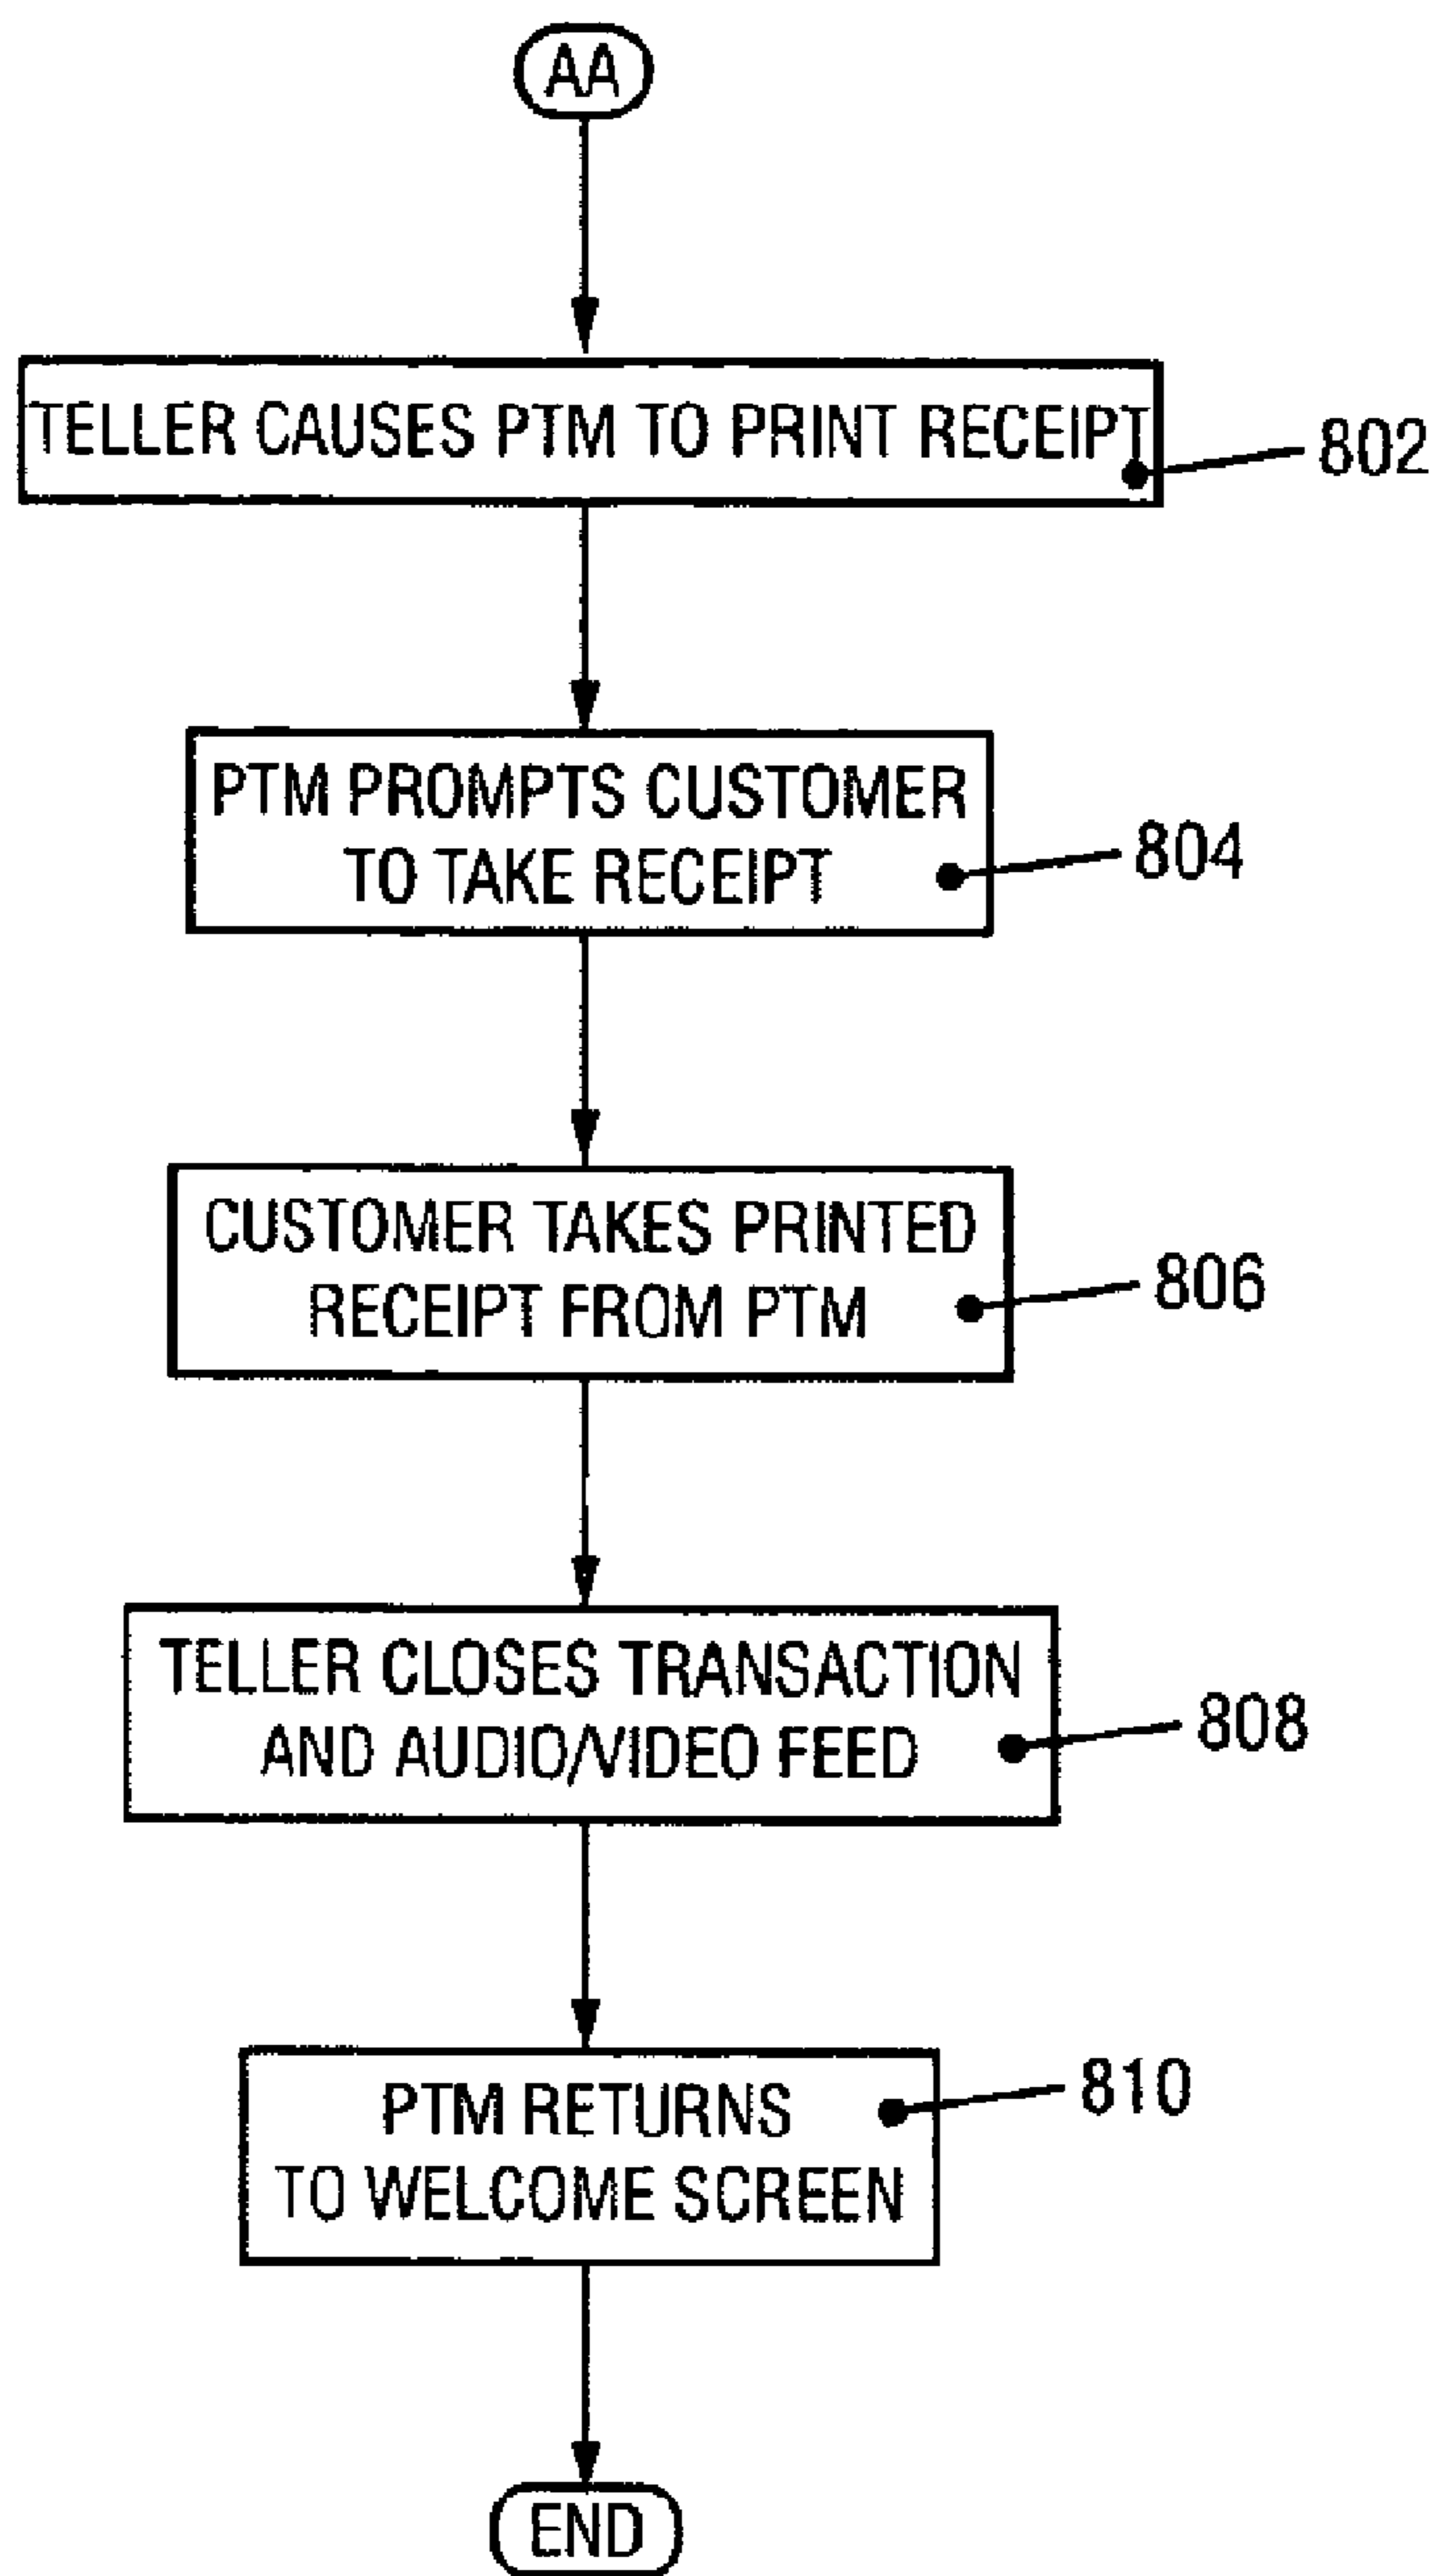 AA
TELLER CAUSES PTM TO PRINT RECEIPT
802
PTM PROMPTS CUSTOMER
TO TAKE RECEIPT
804
CUSTOMER TAKES PRINTED
RECEIPT FROM PTM
806
TELLER CLOSES TRANSACTION
AND AUDIO/VIDEO FEED
808
PTM RETURNS
TO WELCOME SCREEN
810
END